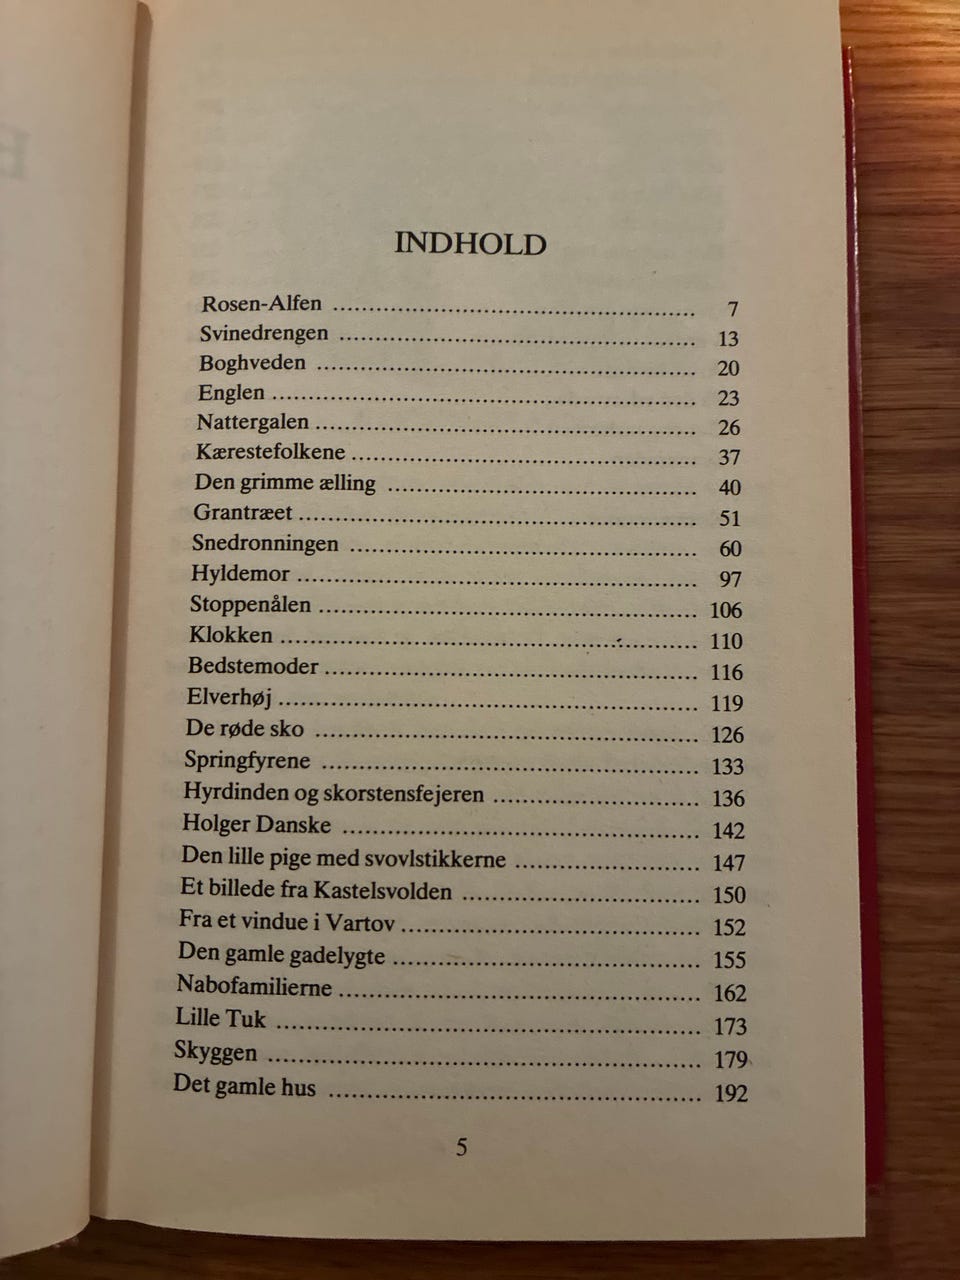 INDHOLD
Rosen-Alfen ........................................ 7
Svinedrengen ........................................ 13
Boghveden ........................................ 20
Englen ........................................ 23
Nattergalen ........................................ 26
Kærestefolkene ........................................ 37
Den grimme ælling ........................................ 40
Grantræet ........................................ 51
Snedronningen ........................................ 60
Hyldemor ........................................ 97
Stoppenålen ........................................ 106
Klokken ........................................ 110
Bedstemoder ........................................ 116
Elverhøj ........................................ 119
De røde sko ........................................ 126
Springfyrene ........................................ 133
Hyrdinden og skorstensfejeren ........................................ 136
Holger Danske ........................................ 142
Den lille pige med svovlstikkerne ........................................ 147
Et billede fra Kastelsvolden ........................................ 150
Fra et vindue i Vartov ........................................ 152
Den gamle gadelygte ........................................ 155
Nabofamilierne ........................................ 162
Lille Tuk ........................................ 173
Skyggen ........................................ 179
Det gamle hus ........................................ 192
5